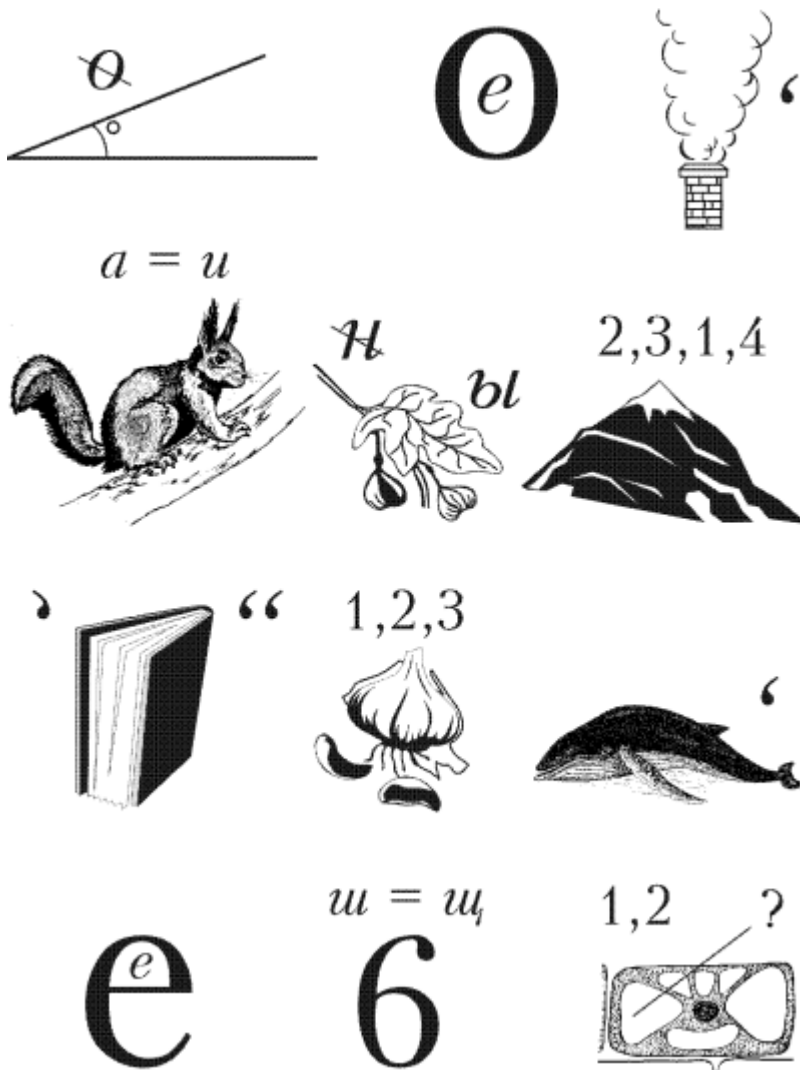 О °
О е ‘
а = и
Н ы 2,3,1,4
’ “ 1,2,3 ‘
е е
ш = щ
6
1,2 ?